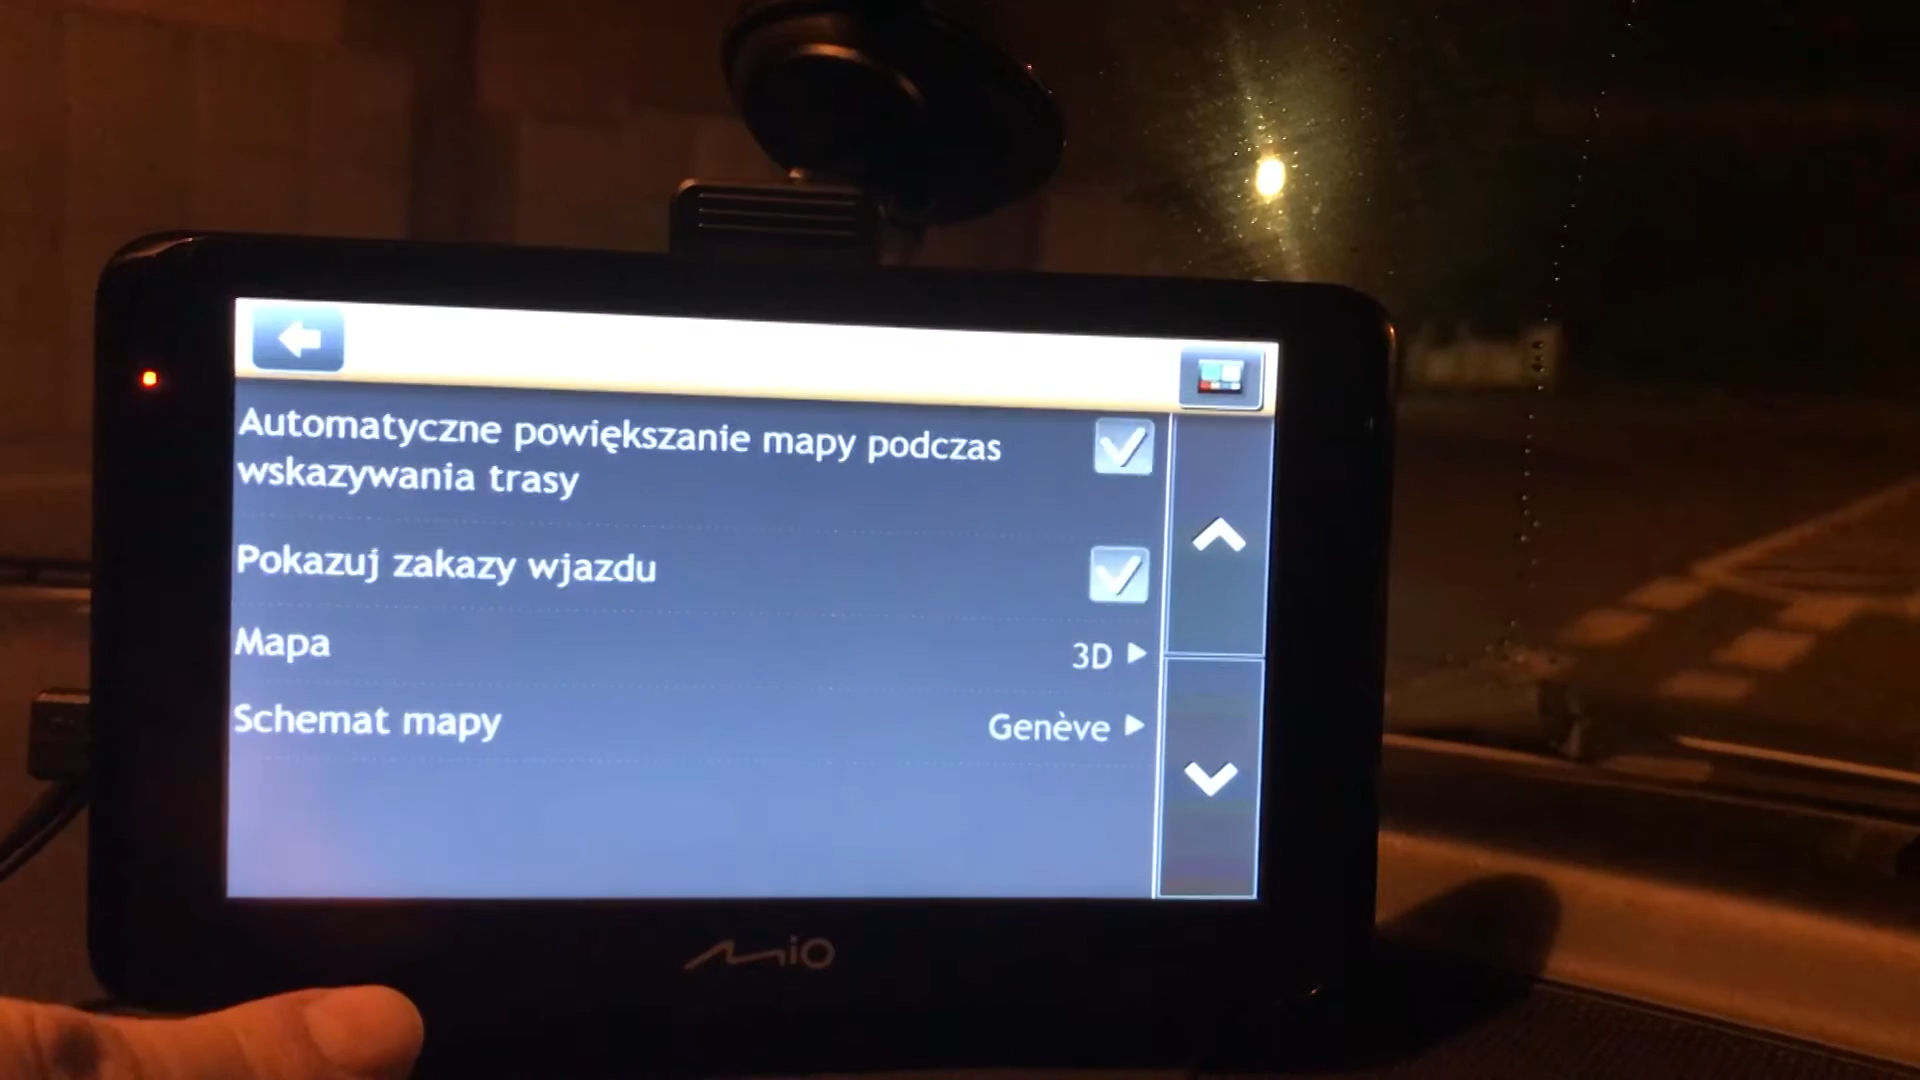 Automatyczne powiększanie mapy podczas
wskazywania trasy
Pokazuj zakazy wjazdu
Mapa 3D
Schemat mapy Genève
Mio